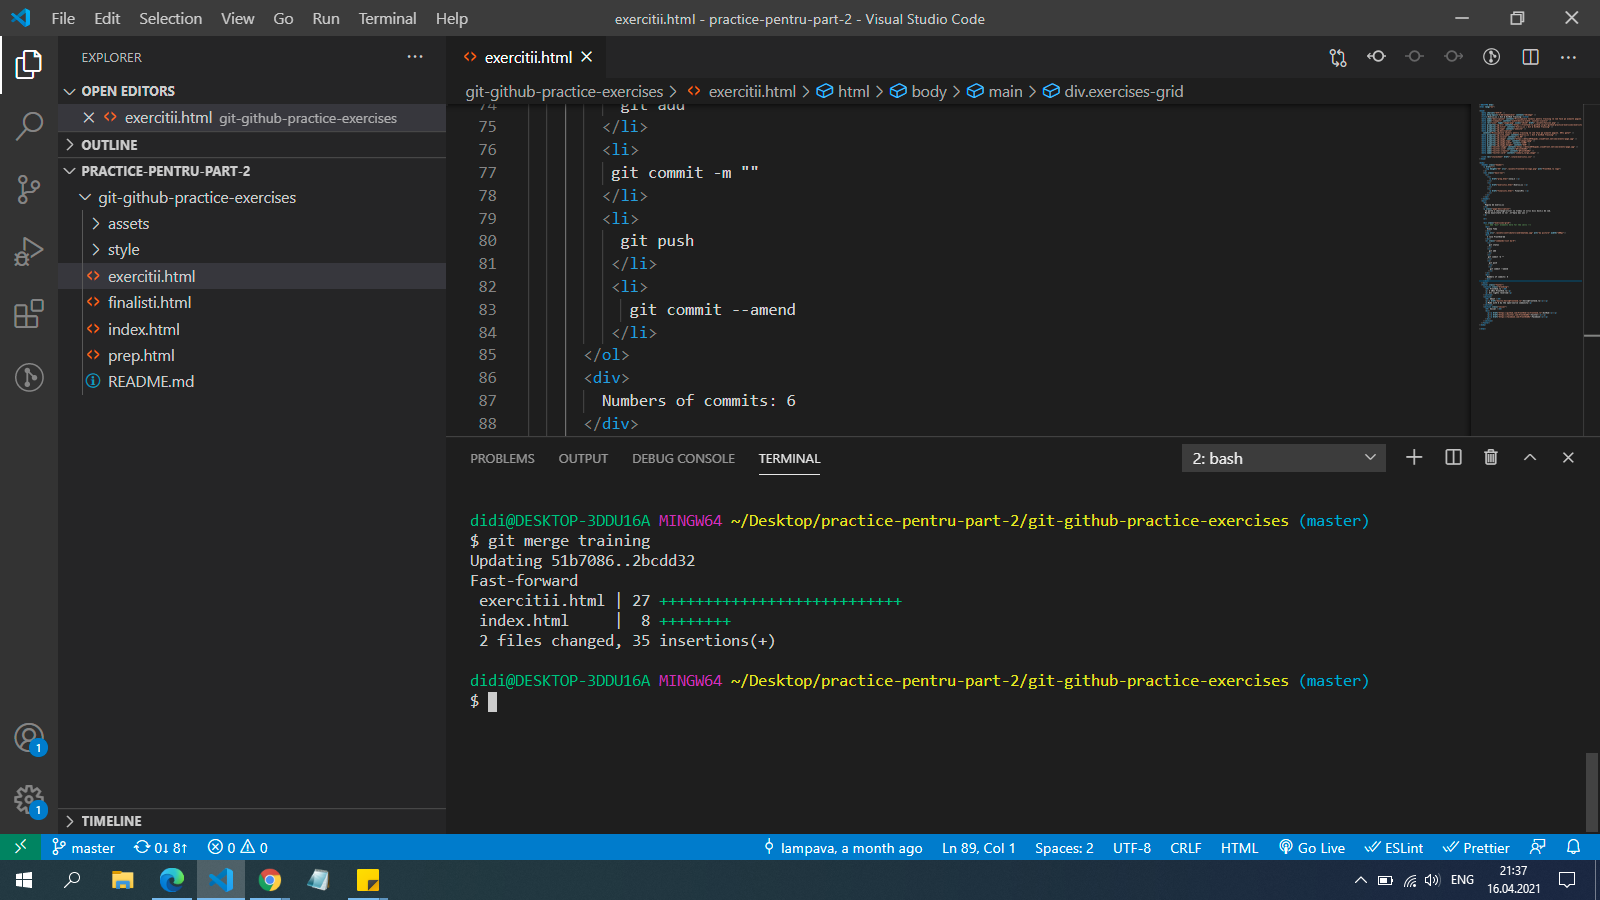 File Edit Selection View Go Run Terminal Help
exercitii.html - practice-pentru-part-2 - Visual Studio Code
EXPLORER
OPEN EDITORS
exercitii.html git-github-practice-exercises
OUTLINE
PRACTICE-PENTRU-PART-2
git-github-practice-exercises
assets
style
exercitii.html
finalisti.html
index.html
prep.html
README.md
TIMELINE
exercitii.html
git-github-practice-exercises > exercitii.html > html > body > main > div.exercises-grid
74 git add
75 </li>
76 <li>
77 git commit -m ""
78 </li>
79 <li>
80 git push
81 </li>
82 <li>
83 git commit --amend
84 </li>
85 </ol>
86 <div>
87 Numbers of commits: 6
88 </div>
PROBLEMS OUTPUT DEBUG CONSOLE TERMINAL
2: bash
didi@DESKTOP-3DDU16A MINGW64 ~/Desktop/practice-pentru-part-2/git-github-practice-exercises (master)
$ git merge training
Updating 51b7086..2bcdd32
Fast-forward
exercitii.html | 27 +++++++++++++++++++++++++++
index.html | 8 ++++++++
2 files changed, 35 insertions(+)
didi@DESKTOP-3DDU16A MINGW64 ~/Desktop/practice-pentru-part-2/git-github-practice-exercises (master)
$
1
1
master 0↓ 8↑ 0 0 lampava, a month ago Ln 89, Col 1 Spaces: 2 UTF-8 CRLF HTML Go Live ESLint Prettier
ENG
21:37
16.04.2021